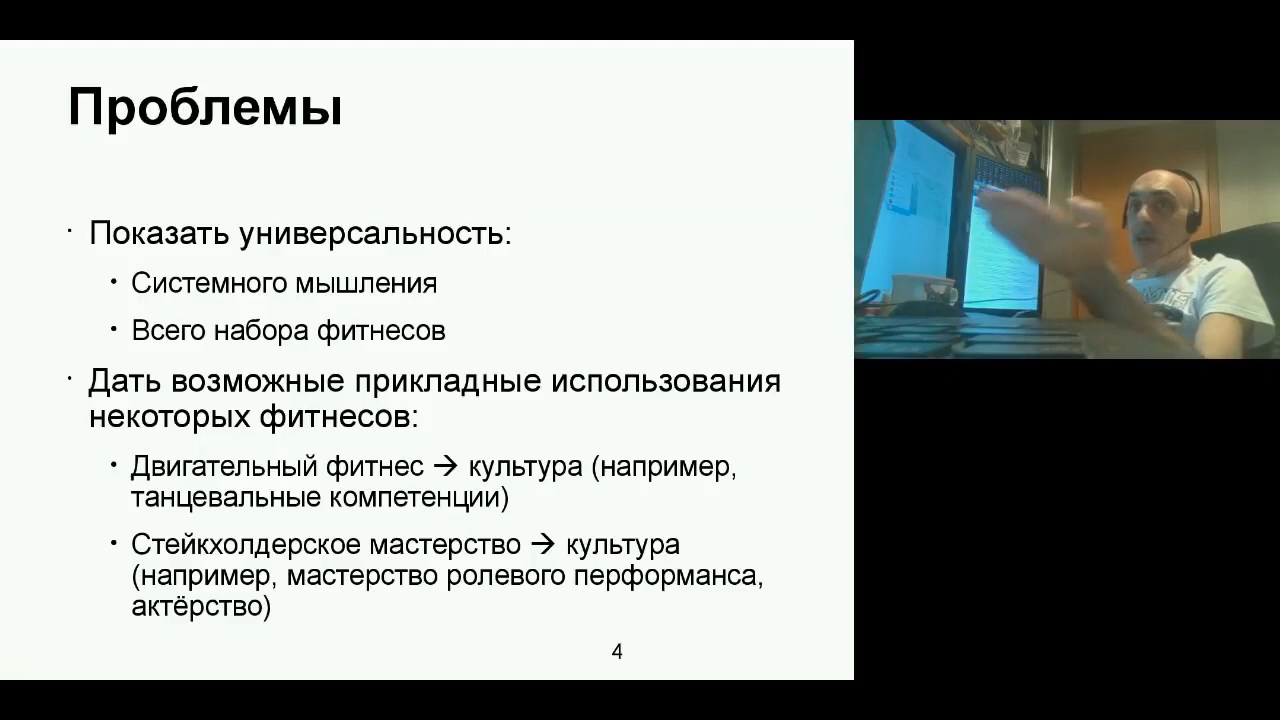 Проблемы
· Показать универсальность:
• Системного мышления
• Всего набора фитнесов
· Дать возможные прикладные использования
некоторых фитнесов:
• Двигательный фитнес → культура (например,
танцевальные компетенции)
• Стейкхолдерское мастерство → культура
(например, мастерство ролевого перформанса,
актёрство)
4